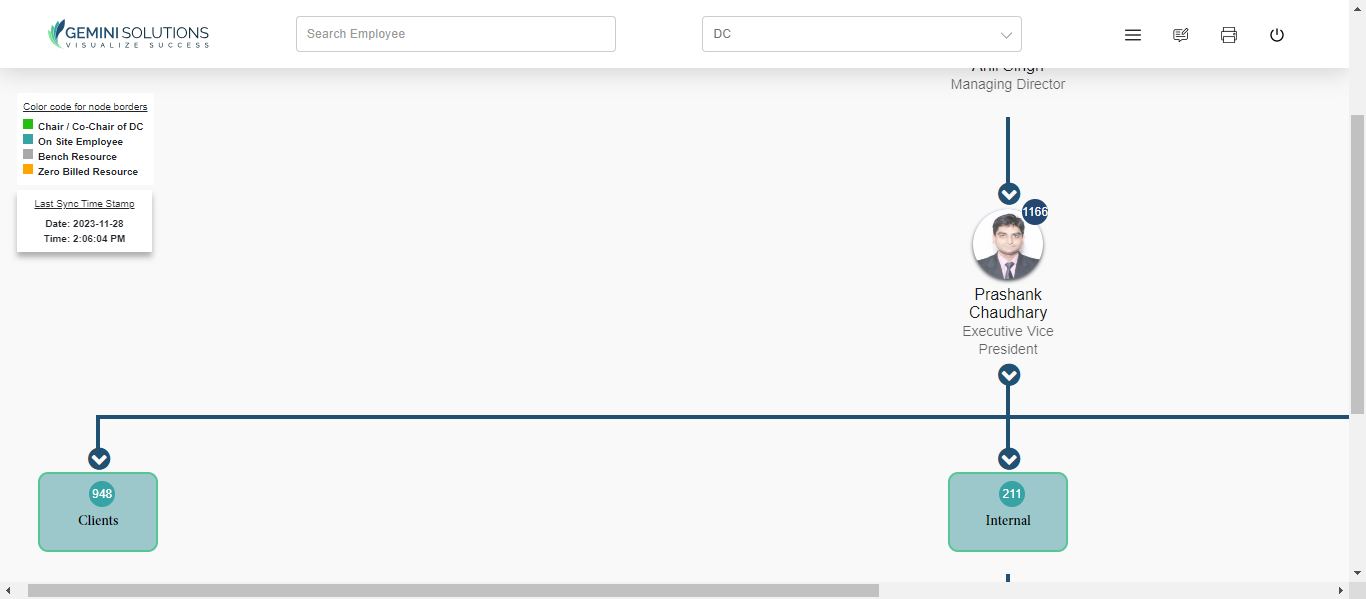 GEMINI SOLUTIONS
VISUALIZE SUCCESS
Search Employee
DC
Anil Singh
Managing Director
Color code for node borders
Chair / Co-Chair of DC
On Site Employee
Bench Resource
Zero Billed Resource
Last Sync Time Stamp
Date: 2023-11-28
Time: 2:06:04 PM
1166
Prashank
Chaudhary
Executive Vice
President
948
Clients
211
Internal